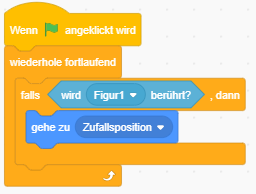 Wenn angeklickt wird
wiederhole fortlaufend
falls wird Figur1 berührt? , dann
gehe zu Zufallsposition